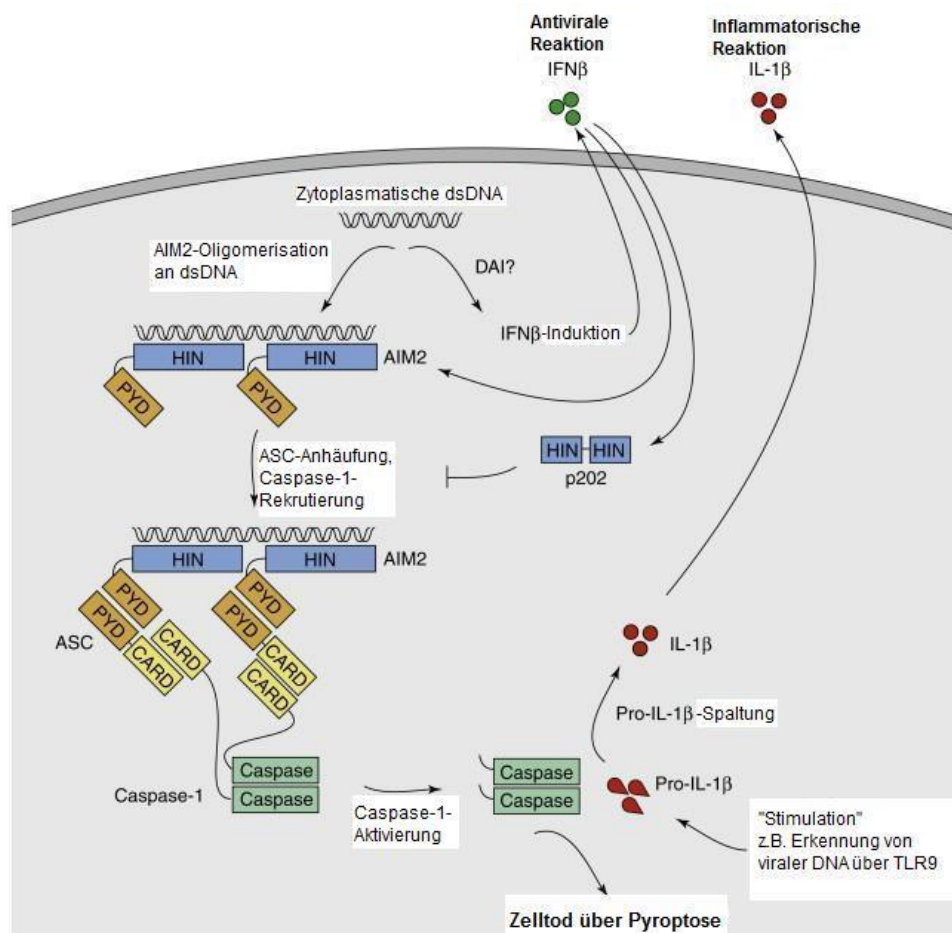 Antivirale
Reaktion
IFNβ
Inflammatorische
Reaktion
IL-1β
Zytoplasmatische dsDNA
AIM2-Oligomerisation
an dsDNA
DAI?
IFNβ-Induktion
HIN
HIN
AIM2
PYD
PYD
ASC-Anhäufung,
Caspase-1-
Rekrutierung
HIN-HIN
p202
HIN
HIN
AIM2
PYD
PYD
PYD
PYD
ASC
CARD
CARD
CARD
CARD
IL-1β
Pro-IL-1β-Spaltung
Caspase
Caspase
Caspase-1
Caspase-1-
Aktivierung
Caspase
Caspase
Pro-IL-1β
"Stimulation"
z.B. Erkennung von
viraler DNA über TLR9
Zelltod über Pyroptose